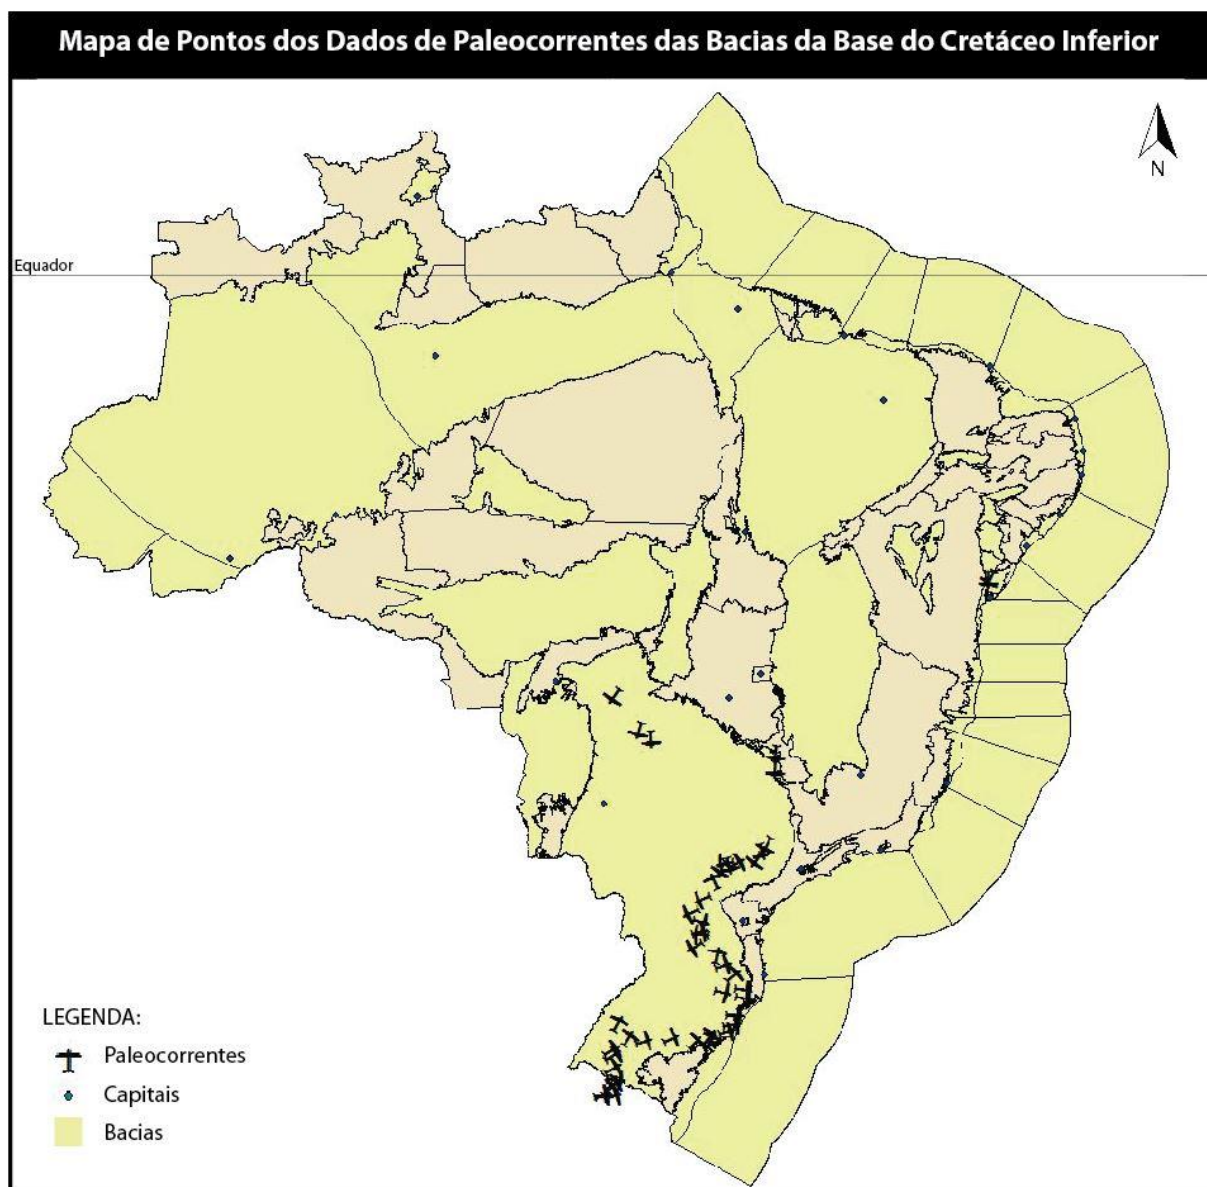 Mapa de Pontos dos Dados de Paleocorrentes das Bacias da Base do Cretáceo Inferior
N
Equador
LEGENDA:
Paleocorrentes
Capitais
Bacias